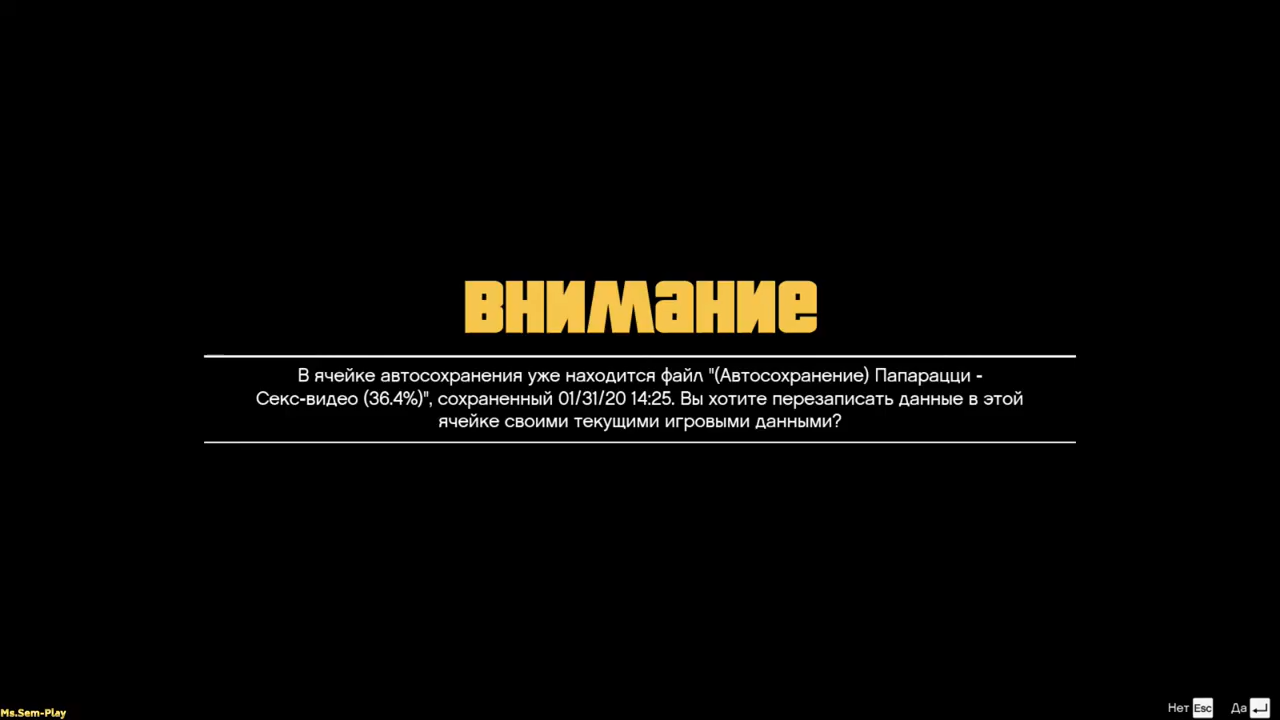 внимание
В ячейке автосохранения уже находится файл "(Автосохранение) Папарацци -
Секс-видео (36.4%)", сохраненный 01/31/20 14:25. Вы хотите перезаписать данные в этой
ячейке своими текущими игровыми данными?
Нет Esc Да
Ms.Sem-Play